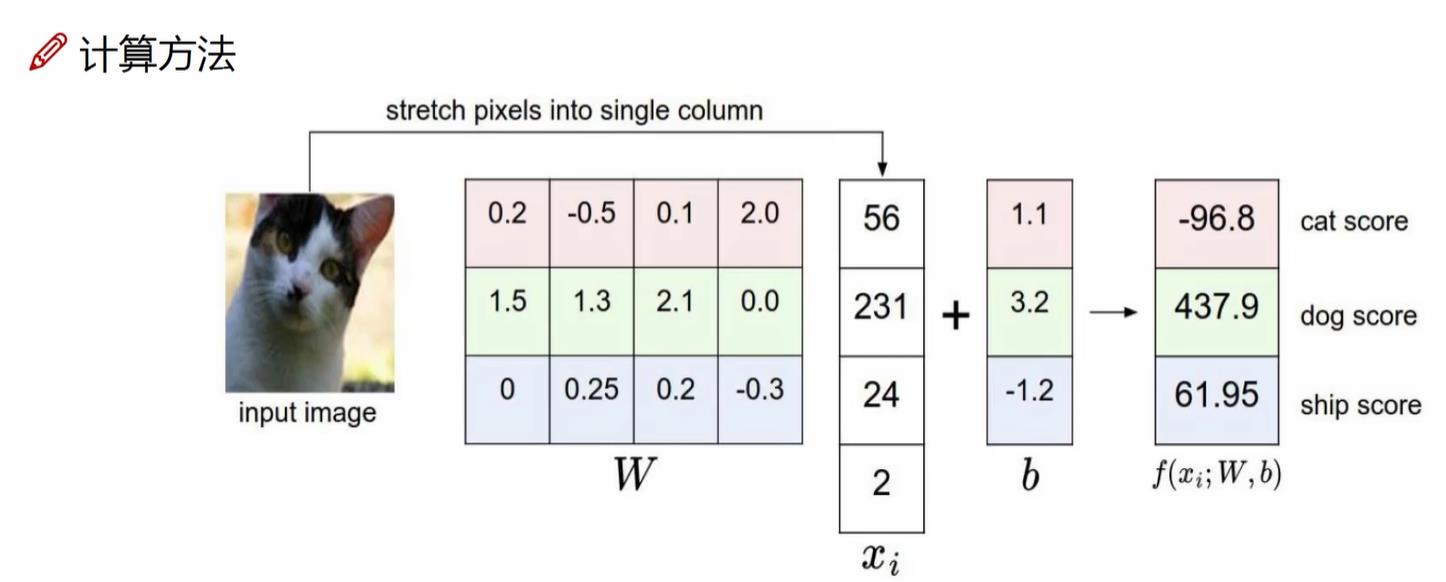 计算方法
stretch pixels into single column
0.2 -0.5 0.1 2.0 56 1.1 -96.8 cat score
1.5 1.3 2.1 0.0 231 + 3.2 → 437.9 dog score
0 0.25 0.2 -0.3 24 -1.2 61.95 ship score
input image
W 2 b f(x_i; W, b)
x_i